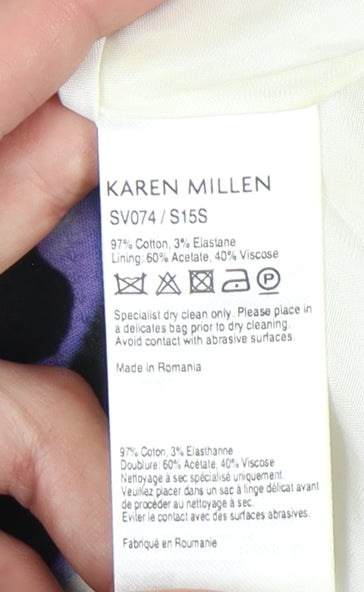 KAREN MILLEN
SV074 / S15S
97% Cotton, 3% Elastane
Lining: 60% Acetate, 40% Viscose
P
Specialist dry clean only. Please place in
a delicates bag prior to dry cleaning.
Avoid contact with abrasive surfaces.
Made in Romania
97% Coton, 3% Elasthanne
Doublure: 60% Acétate, 40% Viscose
Nettoyage à sec spécialisé uniquement.
Veuillez placer dans un sac à linge délicat avant
de procéder au nettoyage à sec.
Eviter le contact avec des surfaces abrasives.
Fabriqué en Roumanie